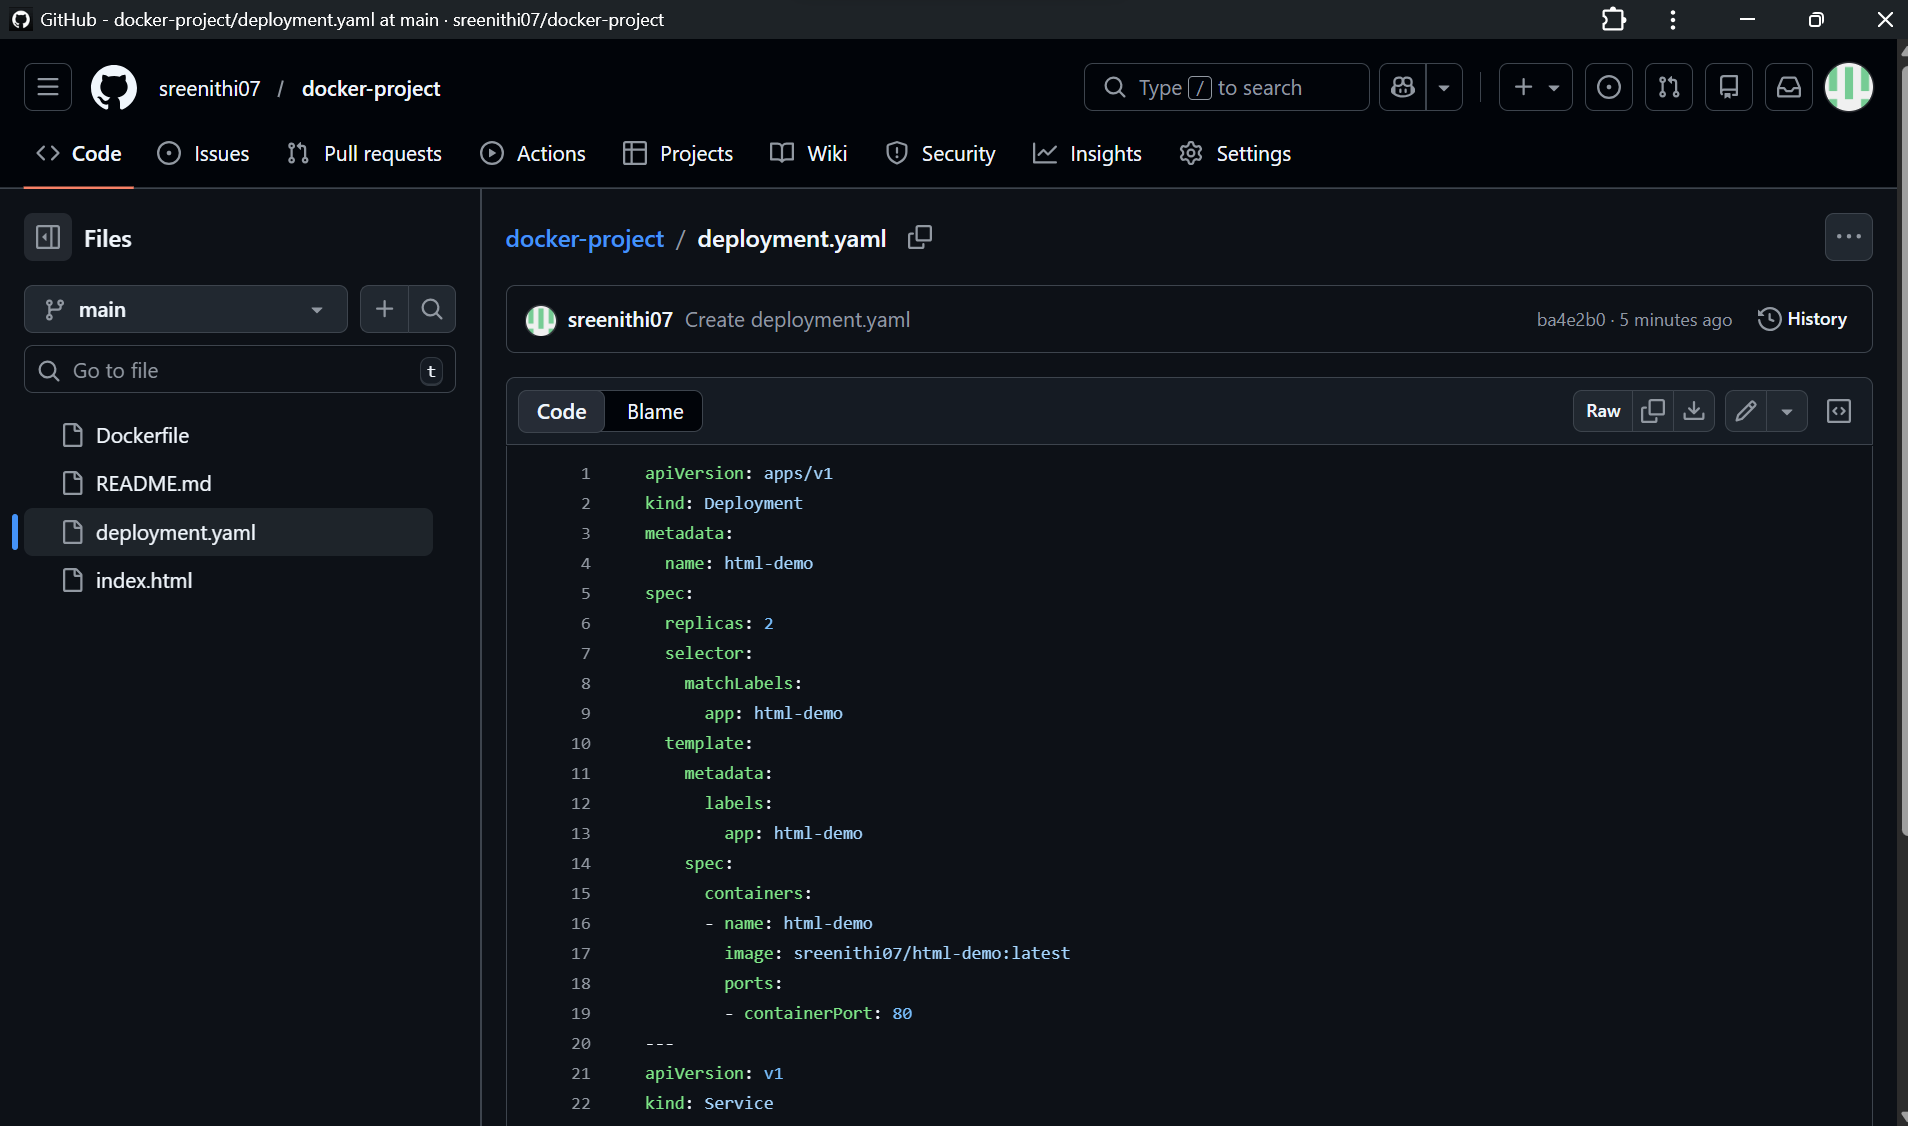 GitHub - docker-project/deployment.yaml at main · sreenithi07/docker-project
sreenithi07 / docker-project
Type / to search
Code Issues Pull requests Actions Projects Wiki Security Insights Settings
Files
main
Go to file t
Dockerfile
README.md
deployment.yaml
index.html
docker-project / deployment.yaml
sreenithi07 Create deployment.yaml ba4e2b0 · 5 minutes ago History
Code Blame Raw
1 apiVersion: apps/v1
2 kind: Deployment
3 metadata:
4   name: html-demo
5 spec:
6   replicas: 2
7   selector:
8     matchLabels:
9       app: html-demo
10   template:
11     metadata:
12       labels:
13         app: html-demo
14     spec:
15       containers:
16       - name: html-demo
17         image: sreenithi07/html-demo:latest
18         ports:
19         - containerPort: 80
20 ---
21 apiVersion: v1
22 kind: Service